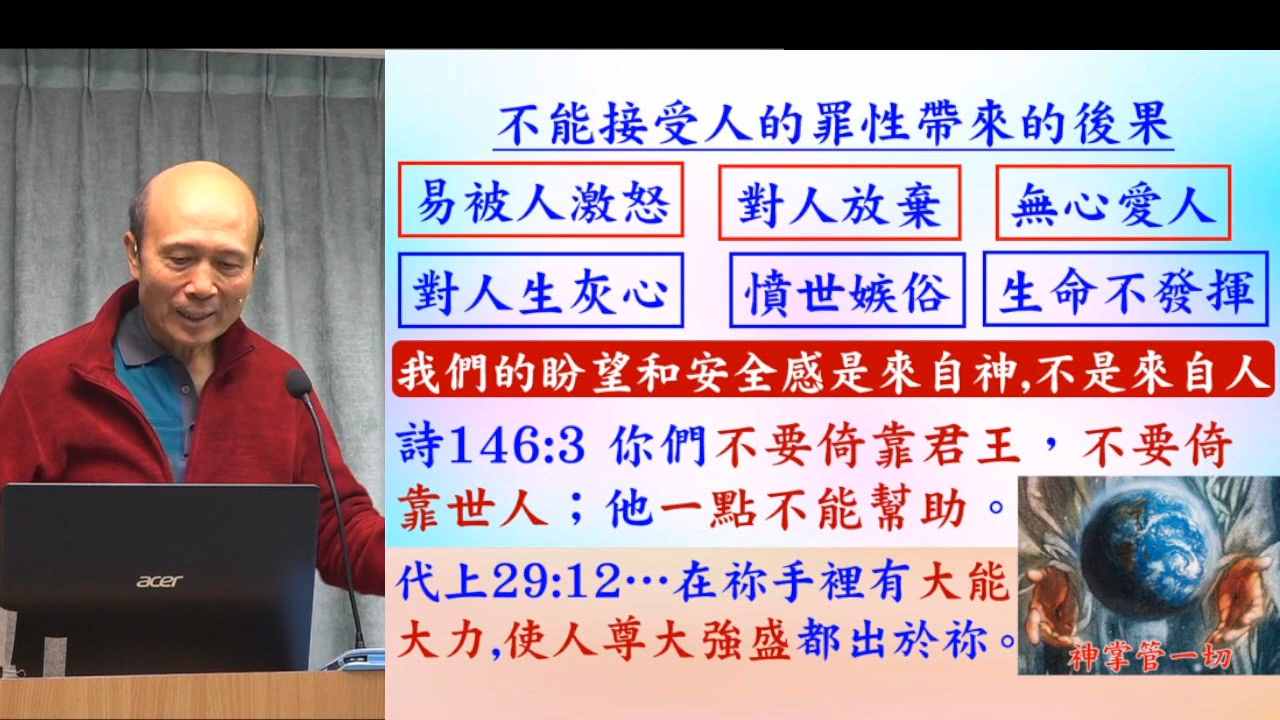 不能接受人的罪性帶來的後果
易被人激怒 對人放棄 無心愛人
對人生灰心 憤世嫉俗 生命不發揮
我們的盼望和安全感是來自神,不是來自人
詩146:3 你們不要倚靠君王，不要倚
靠世人；他一點不能幫助。
代上29:12…在祢手裡有大能
大力,使人尊大強盛都出於祢。
神掌管一切
acer